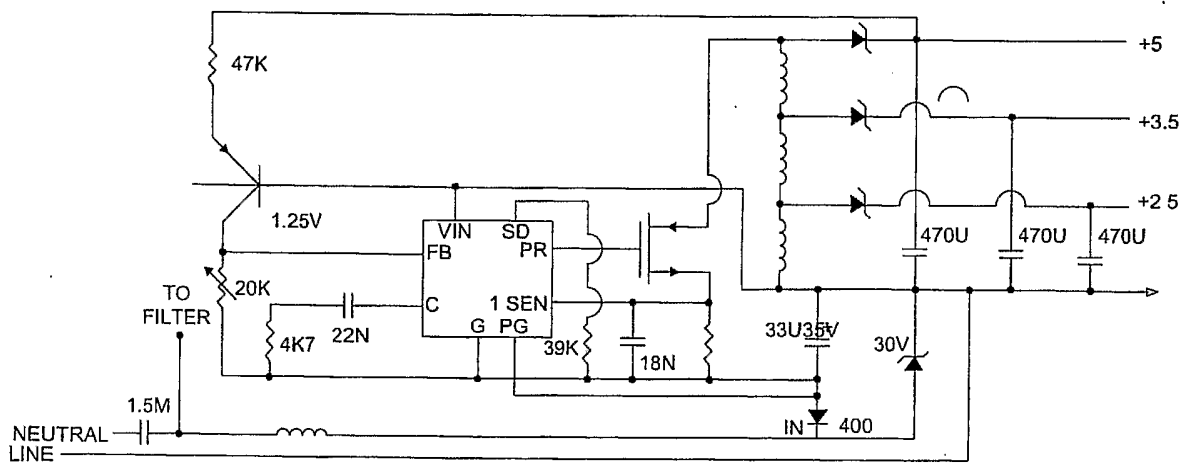 +5
47K
+3.5
1.25V
VIN SD
FB PR
+2 5
470U 470U 470U
20K
TO
FILTER
C 1 SEN
22N
G PG
4K7
39K
18N
33U35V
30V
1.5M
IN 400
NEUTRAL
LINE